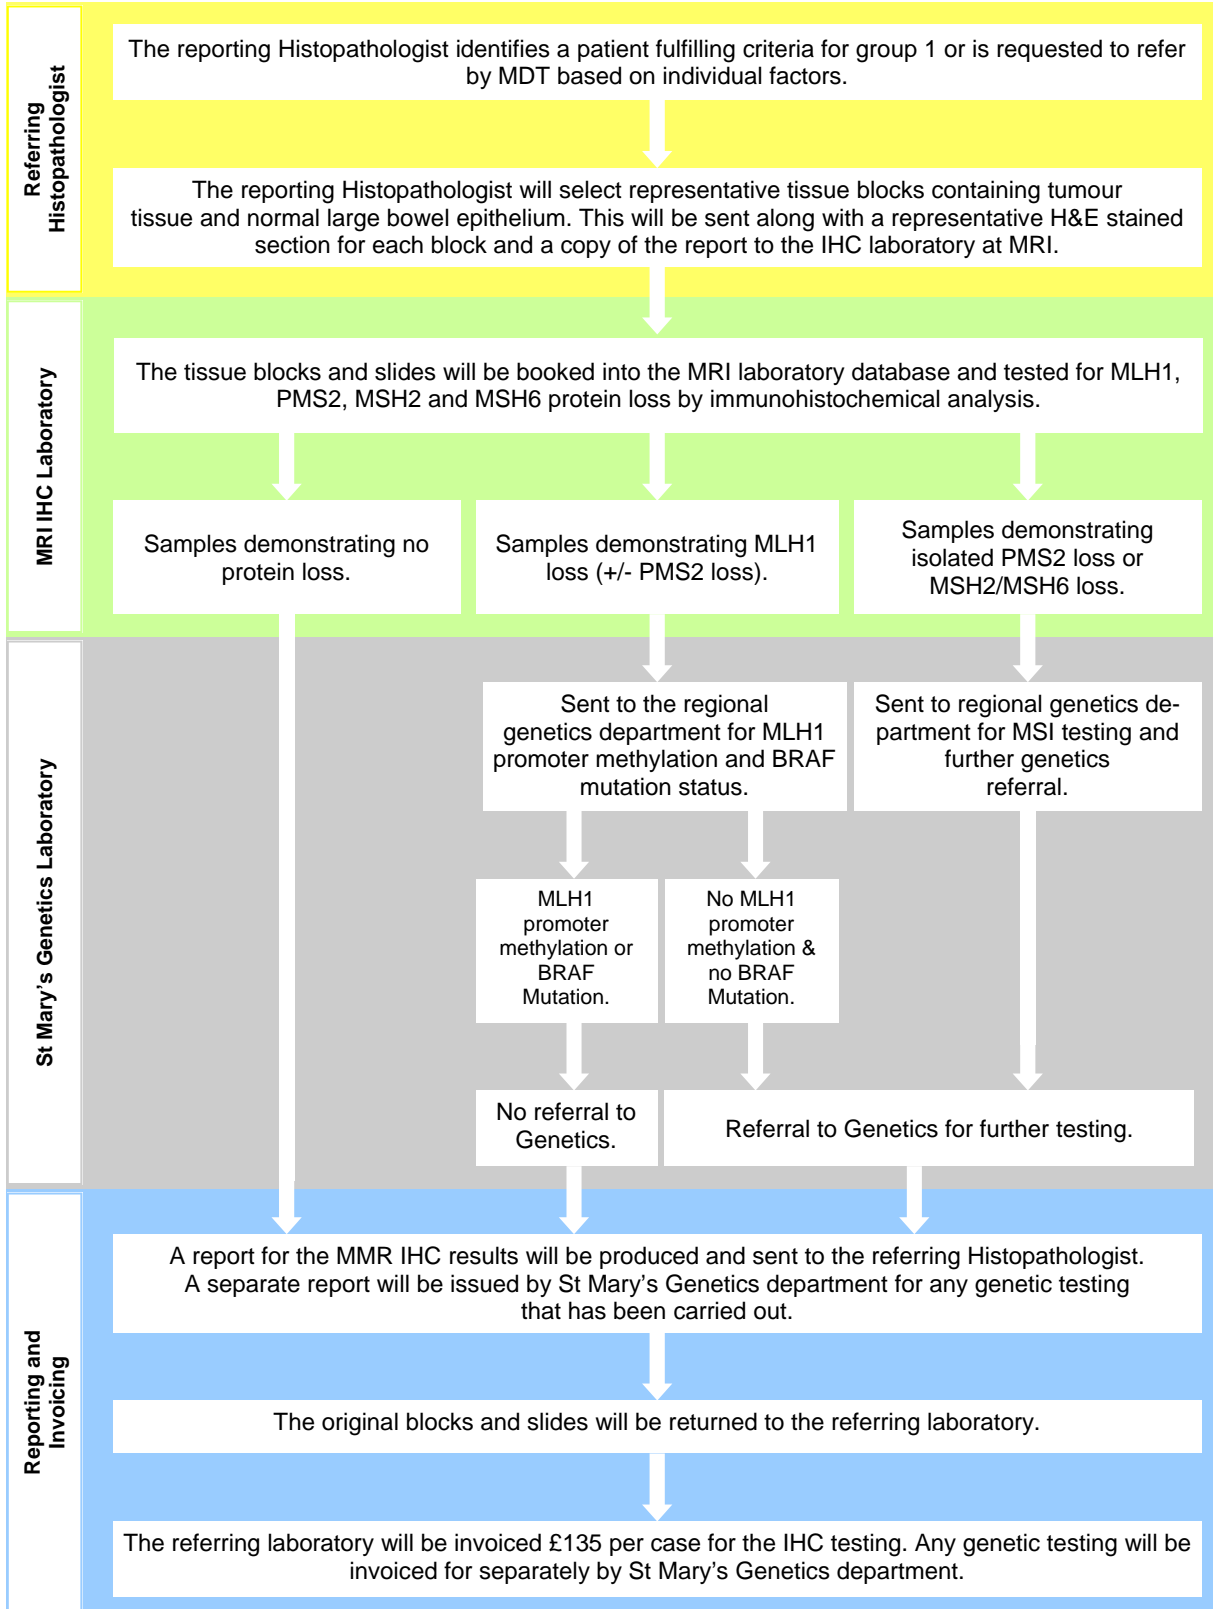 Referring
Histopathologist
The reporting Histopathologist identifies a patient fulfilling criteria for group 1 or is requested to refer
by MDT based on individual factors.
The reporting Histopathologist will select representative tissue blocks containing tumour
tissue and normal large bowel epithelium. This will be sent along with a representative H&E stained
section for each block and a copy of the report to the IHC laboratory at MRI.
MRI IHC Laboratory
The tissue blocks and slides will be booked into the MRI laboratory database and tested for MLH1,
PMS2, MSH2 and MSH6 protein loss by immunohistochemical analysis.
Samples demonstrating no
protein loss.
Samples demonstrating MLH1
loss (+/- PMS2 loss).
Samples demonstrating
isolated PMS2 loss or
MSH2/MSH6 loss.
St Mary's Genetics Laboratory
Sent to the regional
genetics department for MLH1
promoter methylation and BRAF
mutation status.
Sent to regional genetics de-
partment for MSI testing and
further genetics
referral.
MLH1
promoter
methylation or
BRAF
Mutation.
No MLH1
promoter
methylation &
no BRAF
Mutation.
No referral to
Genetics.
Referral to Genetics for further testing.
Reporting and
Invoicing
A report for the MMR IHC results will be produced and sent to the referring Histopathologist.
A separate report will be issued by St Mary's Genetics department for any genetic testing
that has been carried out.
The original blocks and slides will be returned to the referring laboratory.
The referring laboratory will be invoiced £135 per case for the IHC testing. Any genetic testing will be
invoiced for separately by St Mary's Genetics department.